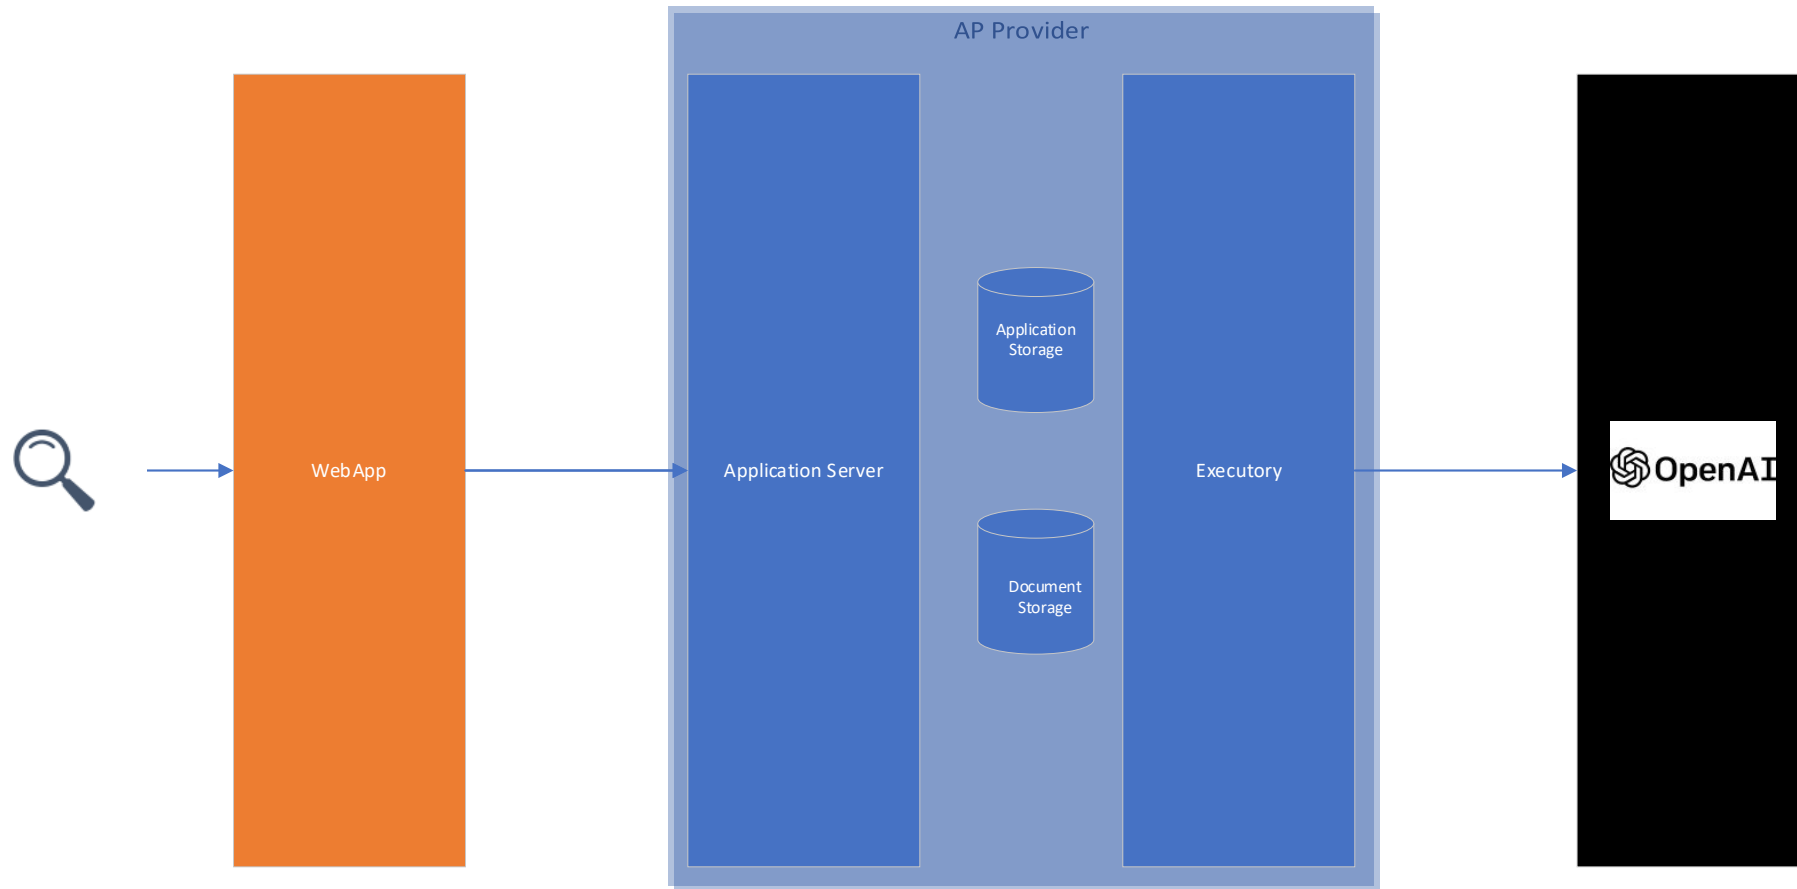 AP Provider
WebApp
Application Server
Application
Storage
Document
Storage
Executory
OpenAI